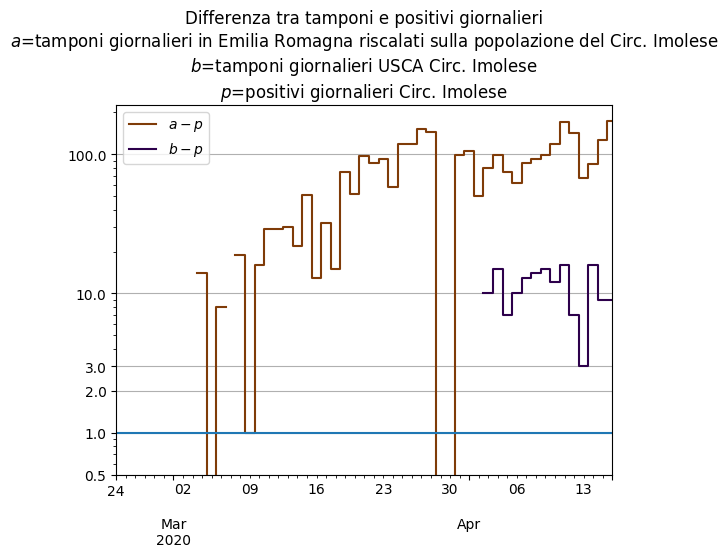 Differenza tra tamponi e positivi giornalieri
a=tamponi giornalieri in Emilia Romagna riscalati sulla popolazione del Circ. Imolese
b=tamponi giornalieri USCA Circ. Imolese
p=positivi giornalieri Circ. Imolese
a − p
b − p
100.0
10.0
3.0
2.0
1.0
0.5
24 02 09 16 23 30 06 13
Mar Apr
2020